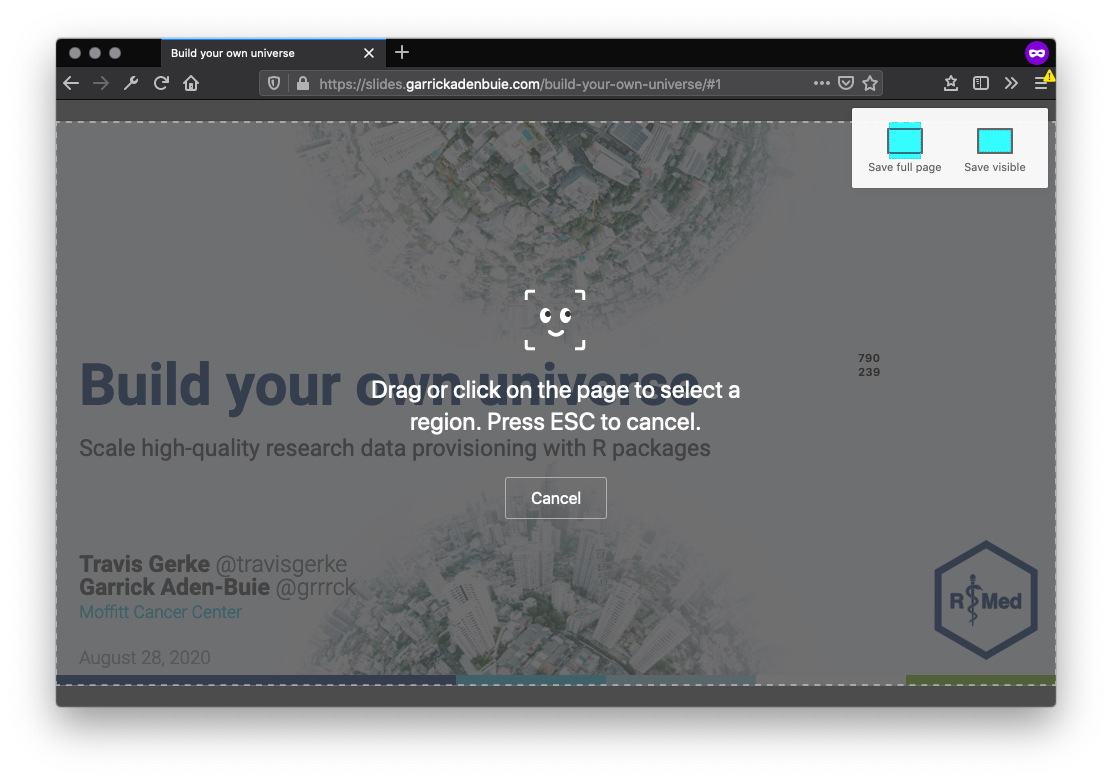 Build your own universe
https://slides.garrickadenbuie.com/build-your-own-universe/#1
Save full page
Save visible
790
239
Build your own universe
Drag or click on the page to select a
region. Press ESC to cancel.
Scale high-quality research data provisioning with R packages
Cancel
Travis Gerke @travisgerke
Garrick Aden-Buie @grrrck
Moffitt Cancer Center
August 28, 2020
R Med